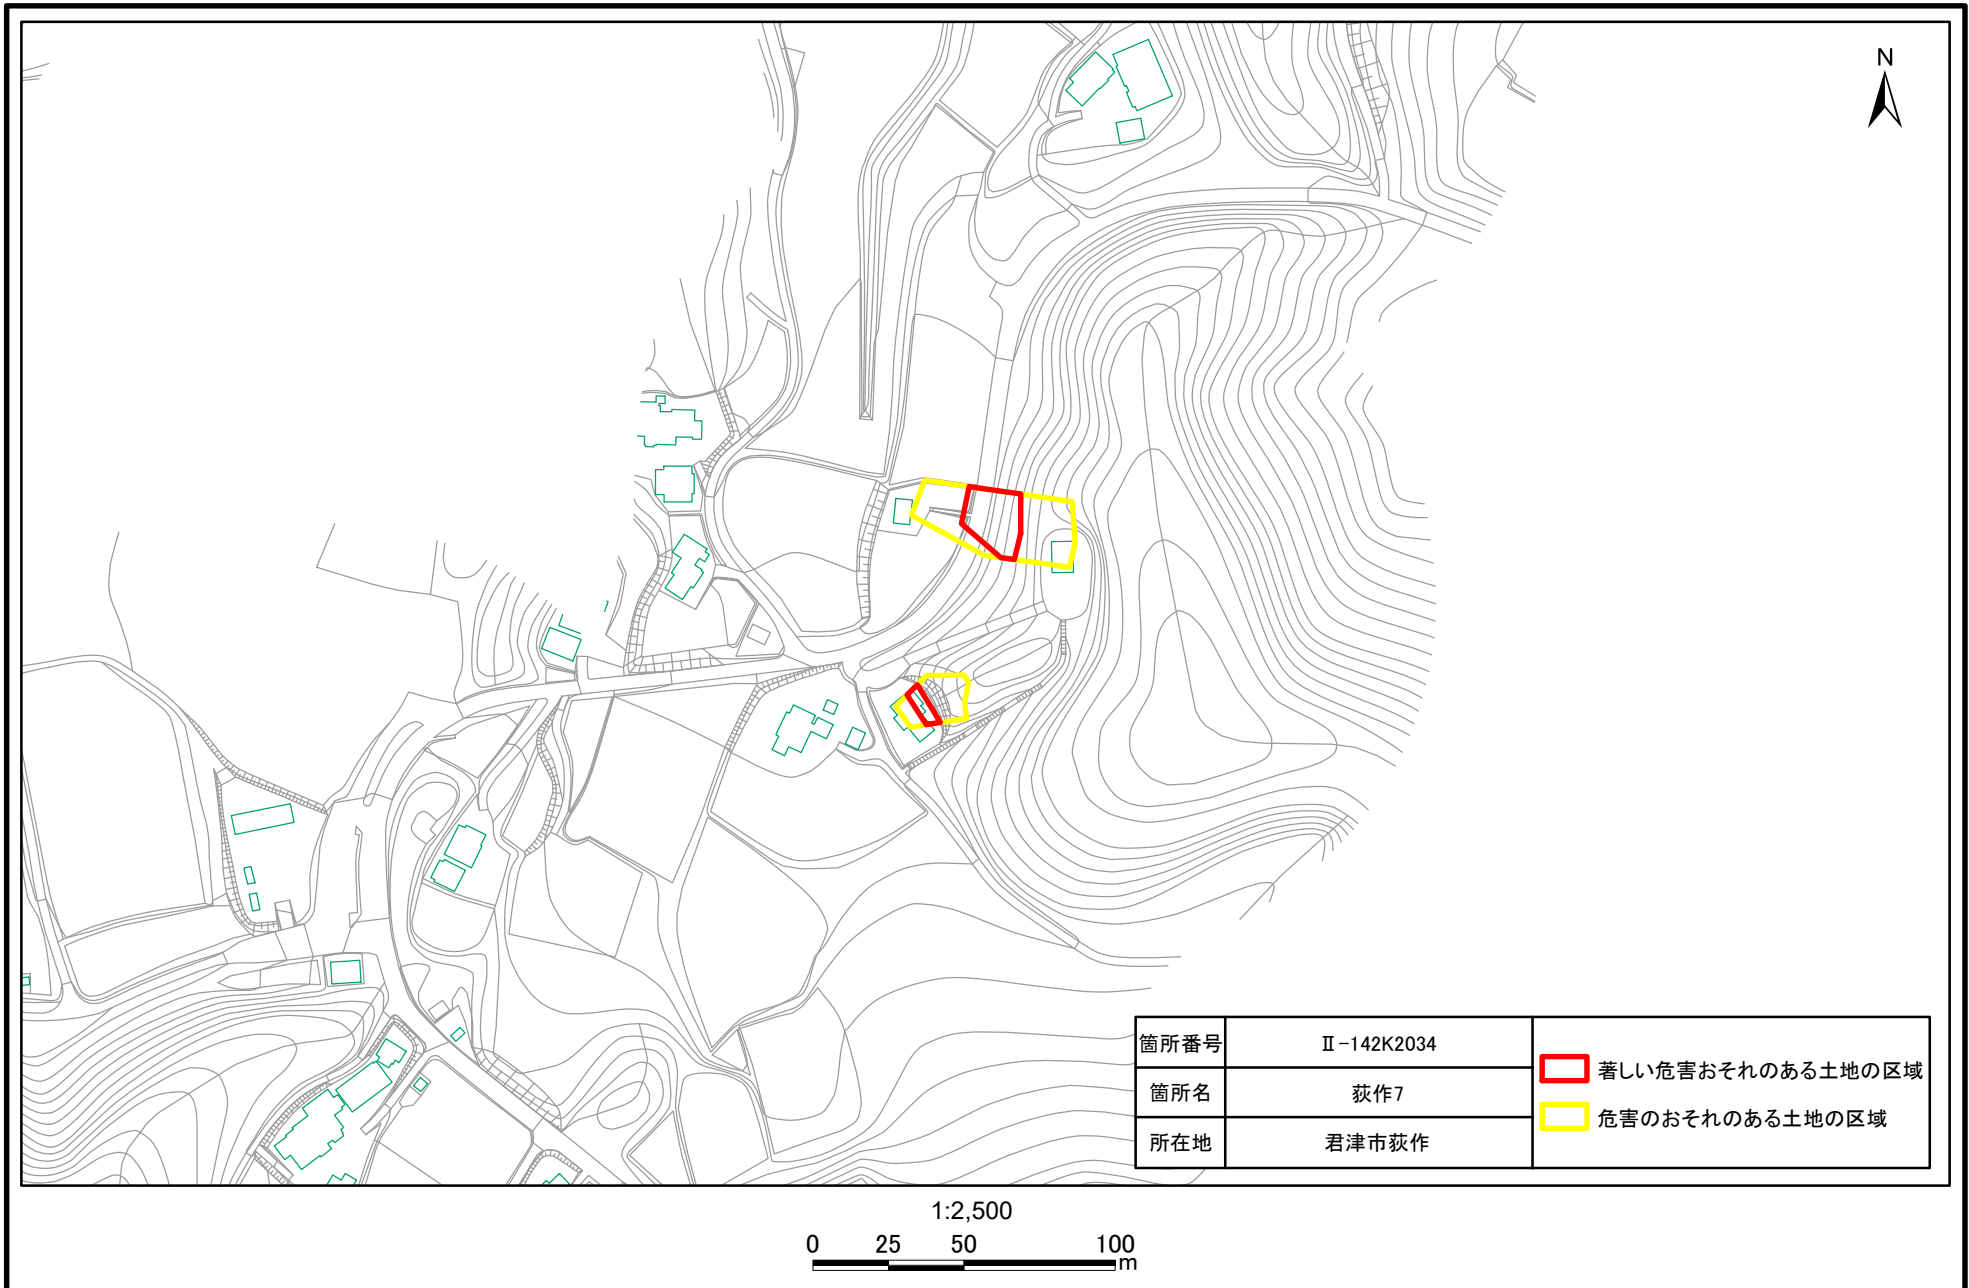 N
箇所番号 Ⅱ-142K2034
箇所名 荻作7
所在地 君津市荻作
著しい危害おそれのある土地の区域
危害のおそれのある土地の区域
1:2,500
0 25 50 100
m